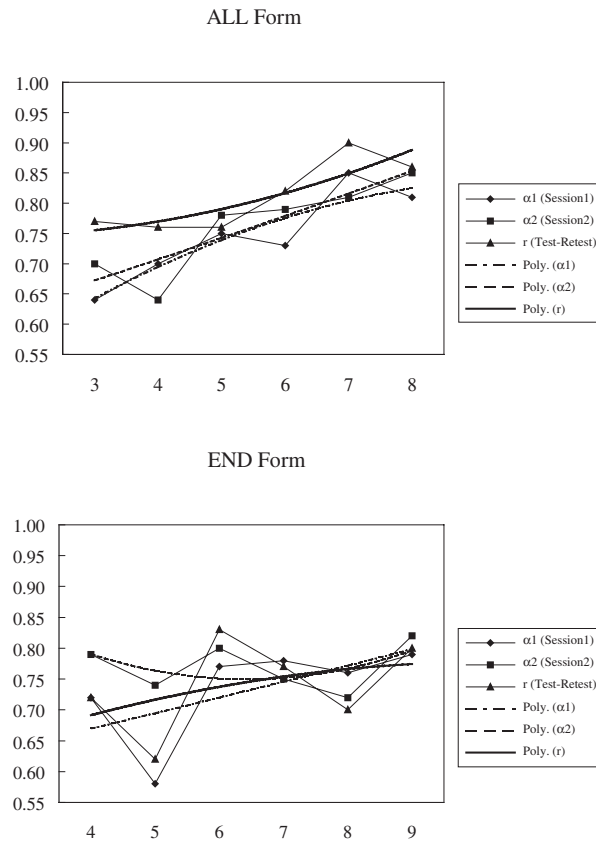 ALL Form
1.00
0.95
0.90
0.85
0.80
0.75
0.70
0.65
0.60
0.55
3 4 5 6 7 8
α1 (Session1)
α2 (Session2)
r (Test-Retest)
Poly. (α1)
Poly. (α2)
Poly. (r)
END Form
1.00
0.95
0.90
0.85
0.80
0.75
0.70
0.65
0.60
0.55
4 5 6 7 8 9
α1 (Session1)
α2 (Session2)
r (Test-Retest)
Poly. (α1)
Poly. (α2)
Poly. (r)